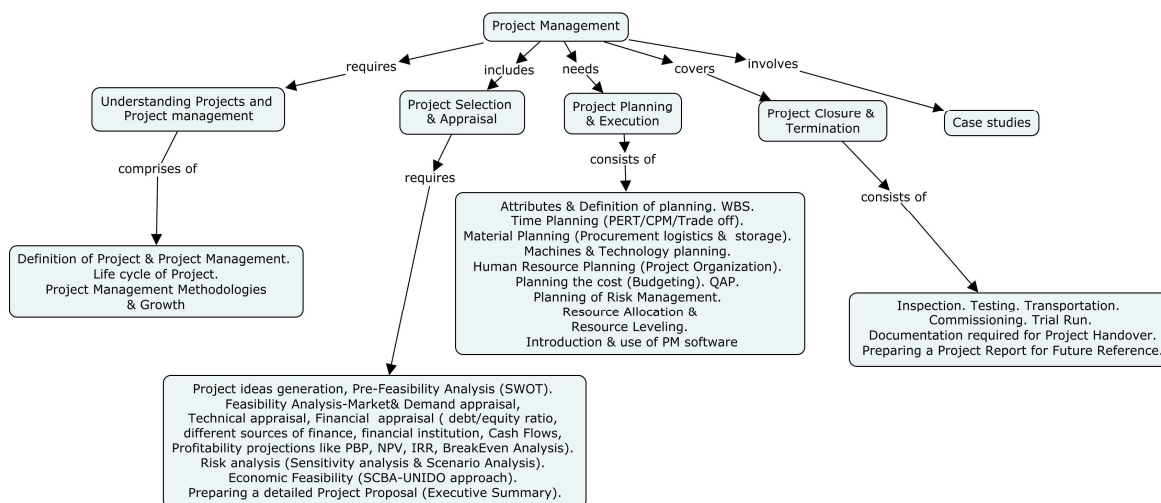 Project Management
requires
includes
needs
covers
involves
Understanding Projects and
Project management
Project Selection
& Appraisal
Project Planning
& Execution
Project Closure &
Termination
Case studies
comprises of
requires
consists of
consists of
Definition of Project & Project Management.
Life cycle of Project.
Project Management Methodologies
& Growth
Attributes & Definition of planning. WBS.
Time Planning (PERT/CPM/Trade off).
Material Planning (Procurement logistics & storage).
Machines & Technology planning.
Human Resource Planning (Project Organization).
Planning the cost (Budgeting). QAP.
Planning of Risk Management.
Resource Allocation &
Resource Leveling.
Introduction & use of PM software
Inspection. Testing. Transportation.
Commissioning. Trial Run.
Documentation required for Project Handover.
Preparing a Project Report for Future Reference.
Project ideas generation, Pre-Feasibility Analysis (SWOT).
Feasibility Analysis-Market& Demand appraisal,
Technical appraisal, Financial appraisal ( debt/equity ratio,
different sources of finance, financial institution, Cash Flows,
Profitability projections like PBP, NPV, IRR, BreakEven Analysis).
Risk analysis (Sensitivity analysis & Scenario Analysis).
Economic Feasibility (SCBA-UNIDO approach).
Preparing a detailed Project Proposal (Executive Summary).